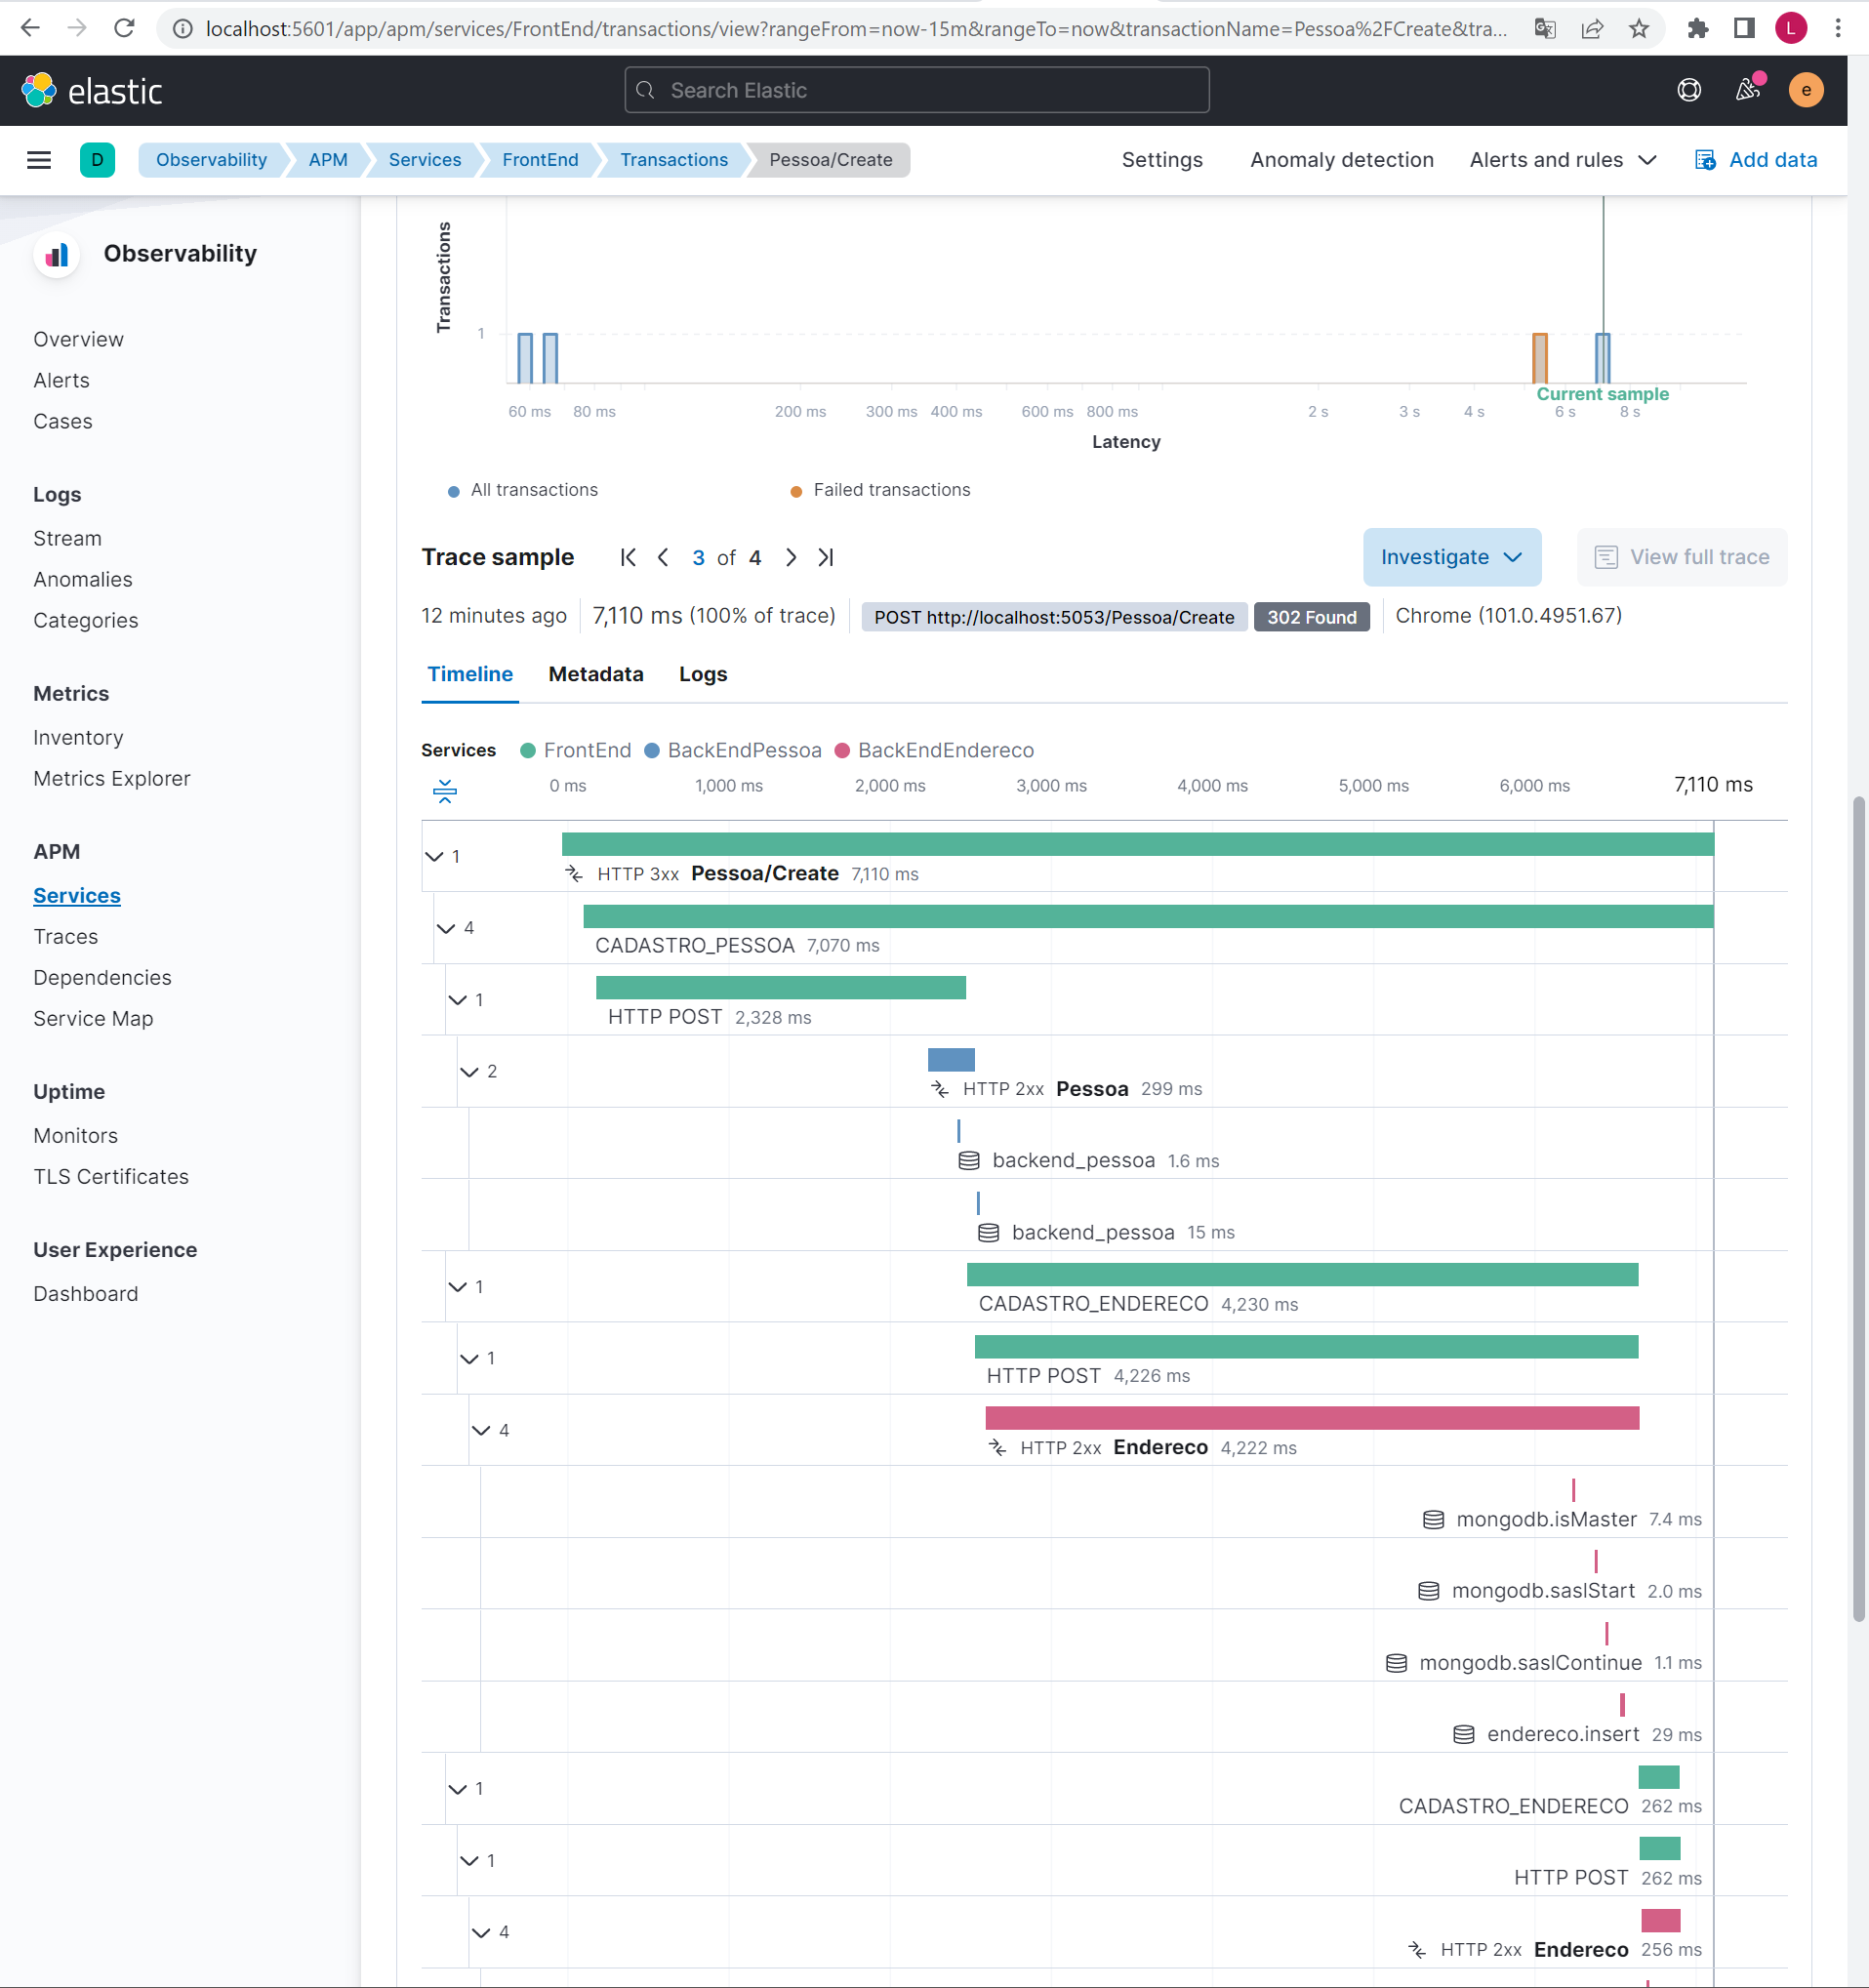 localhost:5601/app/apm/services/FrontEnd/transactions/view?rangeFrom=now-15m&rangeTo=now&transactionName=Pessoa%2FCreate&tra...
L
elastic
Search Elastic
e
D
Observability
APM
Services
FrontEnd
Transactions
Pessoa/Create
Settings
Anomaly detection
Alerts and rules
Add data
Observability
Overview
Alerts
Cases
Logs
Stream
Anomalies
Categories
Metrics
Inventory
Metrics Explorer
APM
Services
Traces
Dependencies
Service Map
Uptime
Monitors
TLS Certificates
User Experience
Dashboard
Transactions
1
Current sample
60 ms 80 ms 200 ms 300 ms 400 ms 600 ms 800 ms 2 s 3 s 4 s 6 s 8 s
Latency
All transactions Failed transactions
Trace sample 3 of 4 Investigate View full trace
12 minutes ago 7,110 ms (100% of trace) POST http://localhost:5053/Pessoa/Create 302 Found Chrome (101.0.4951.67)
Timeline Metadata Logs
Services FrontEnd BackEndPessoa BackEndEndereco
0 ms 1,000 ms 2,000 ms 3,000 ms 4,000 ms 5,000 ms 6,000 ms 7,110 ms
1
HTTP 3xx Pessoa/Create 7,110 ms
4
CADASTRO_PESSOA 7,070 ms
1
HTTP POST 2,328 ms
2
HTTP 2xx Pessoa 299 ms
backend_pessoa 1.6 ms
backend_pessoa 15 ms
1
CADASTRO_ENDERECO 4,230 ms
1
HTTP POST 4,226 ms
4
HTTP 2xx Endereco 4,222 ms
mongodb.isMaster 7.4 ms
mongodb.saslStart 2.0 ms
mongodb.saslContinue 1.1 ms
endereco.insert 29 ms
1
CADASTRO_ENDERECO 262 ms
1
HTTP POST 262 ms
4
HTTP 2xx Endereco 256 ms